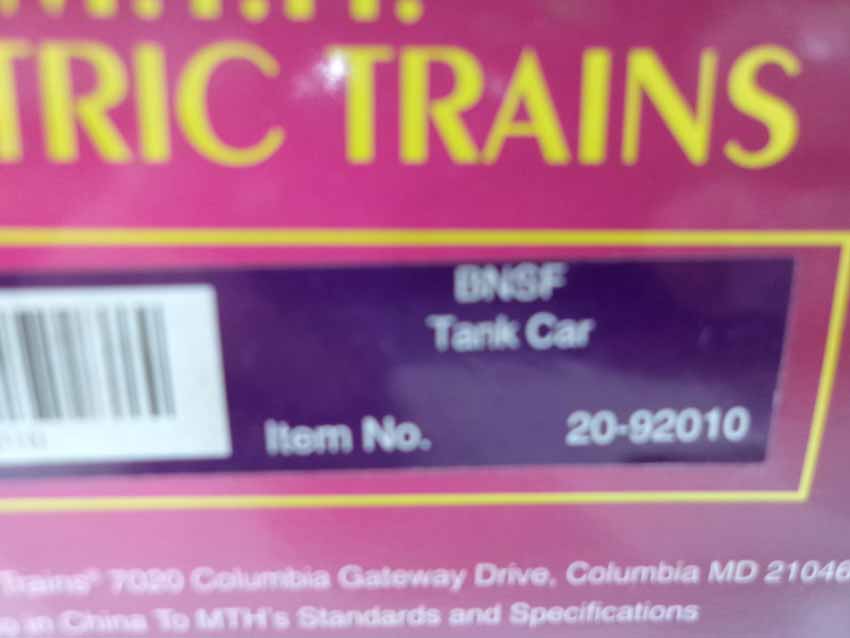 M.T.H.
TRIC TRAINS
BNSF
Tank Car
Item No. 20-92010
Trains® 7020 Columbia Gateway Drive, Columbia MD 21046
in China To MTH's Standards and Specifications